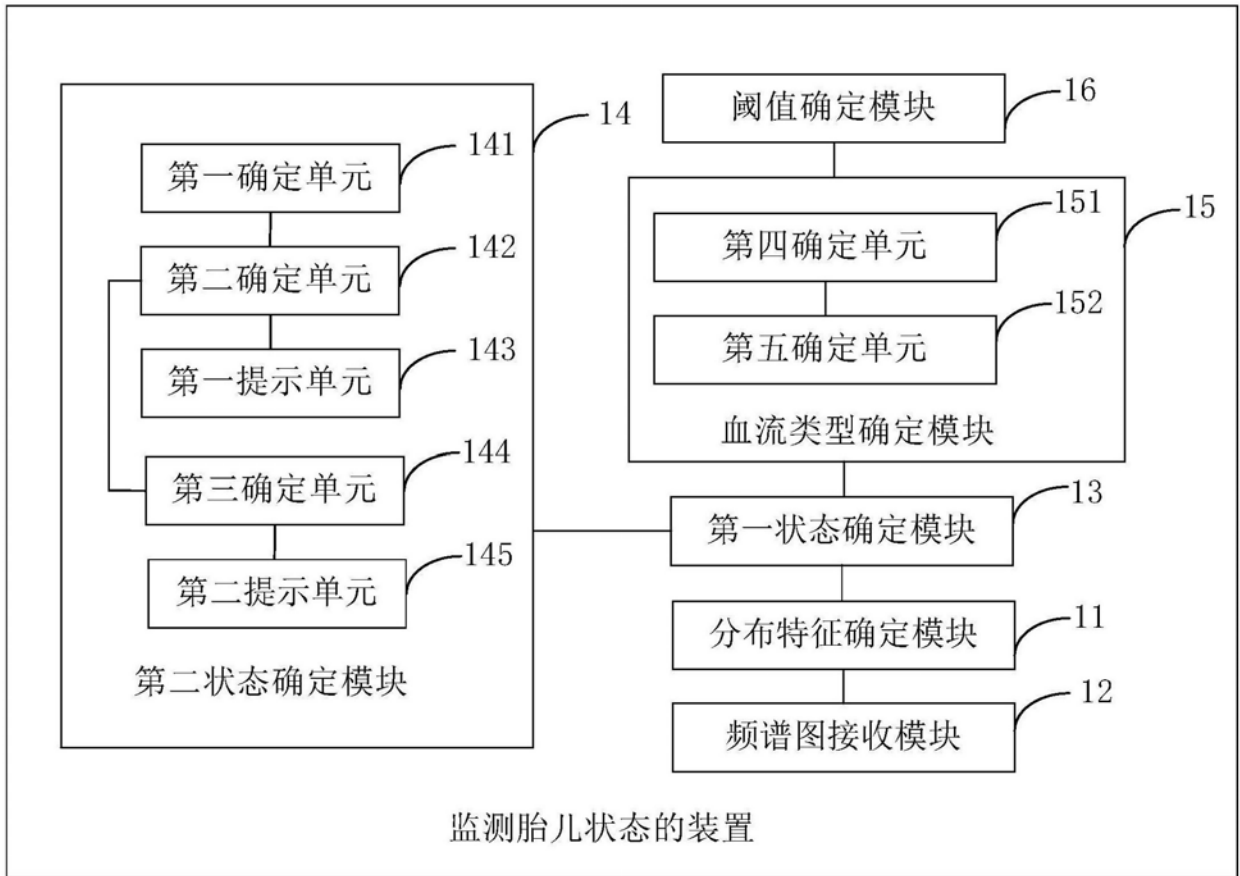 第一确定单元
141
第二确定单元
142
第一提示单元
143
第三确定单元
144
第二提示单元
145
第二状态确定模块
14
阈值确定模块
16
第四确定单元
151
第五确定单元
152
血流类型确定模块
15
第一状态确定模块
13
分布特征确定模块
11
频谱图接收模块
12
监测胎儿状态的装置